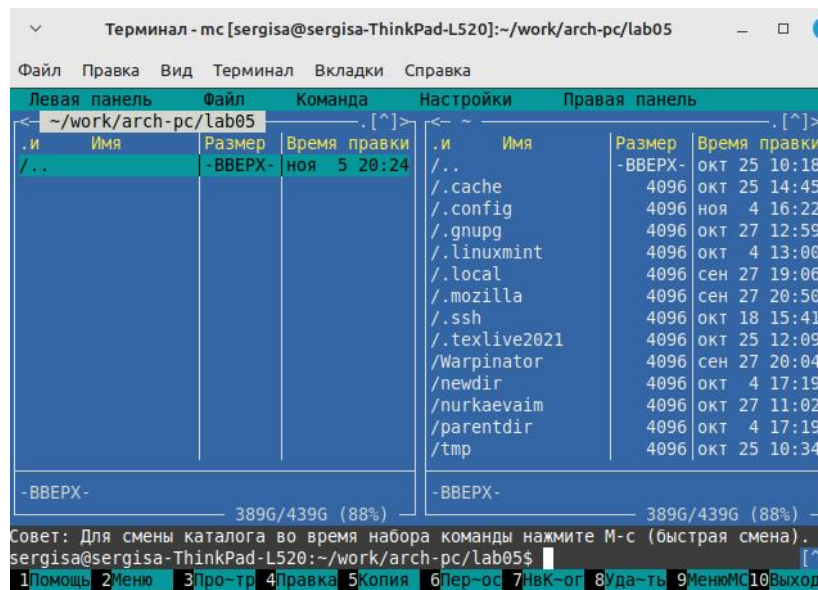 Терминал - mc [sergisa@sergisa-ThinkPad-L520]:~/work/arch-pc/lab05
Файл Правка Вид Терминал Вкладки Справка
Левая панель Файл Команда Настройки Правая панель
<- ~/work/arch-pc/lab05 .[^]> <- ~ .[^]>
.и Имя Размер Время правки .и Имя Размер Время правки
/.. -ВВЕРХ- ноя 5 20:24 /.. -ВВЕРХ- окт 25 10:18
/.cache 4096 окт 25 14:45
/.config 4096 ноя 4 16:22
/.gnupg 4096 окт 27 12:59
/.linuxmint 4096 окт 4 13:00
/.local 4096 сен 27 19:06
/.mozilla 4096 сен 27 20:50
/.ssh 4096 окт 18 15:41
/.texlive2021 4096 окт 25 12:09
/Warpinator 4096 сен 27 20:04
/newdir 4096 окт 4 17:19
/nurkaevaim 4096 окт 27 11:02
/parentdir 4096 окт 4 17:19
/tmp 4096 окт 25 10:34
-ВВЕРХ- -ВВЕРХ-
389G/439G (88%) 389G/439G (88%)
Совет: Для смены каталога во время набора команды нажмите M-c (быстрая смена).
sergisa@sergisa-ThinkPad-L520:~/work/arch-pc/lab05$ [^
1Помощь 2Меню 3Про~тр 4Правка 5Копия 6Пер~ос 7НвК~ог 8Уда~ть 9МенюMC 10Выход